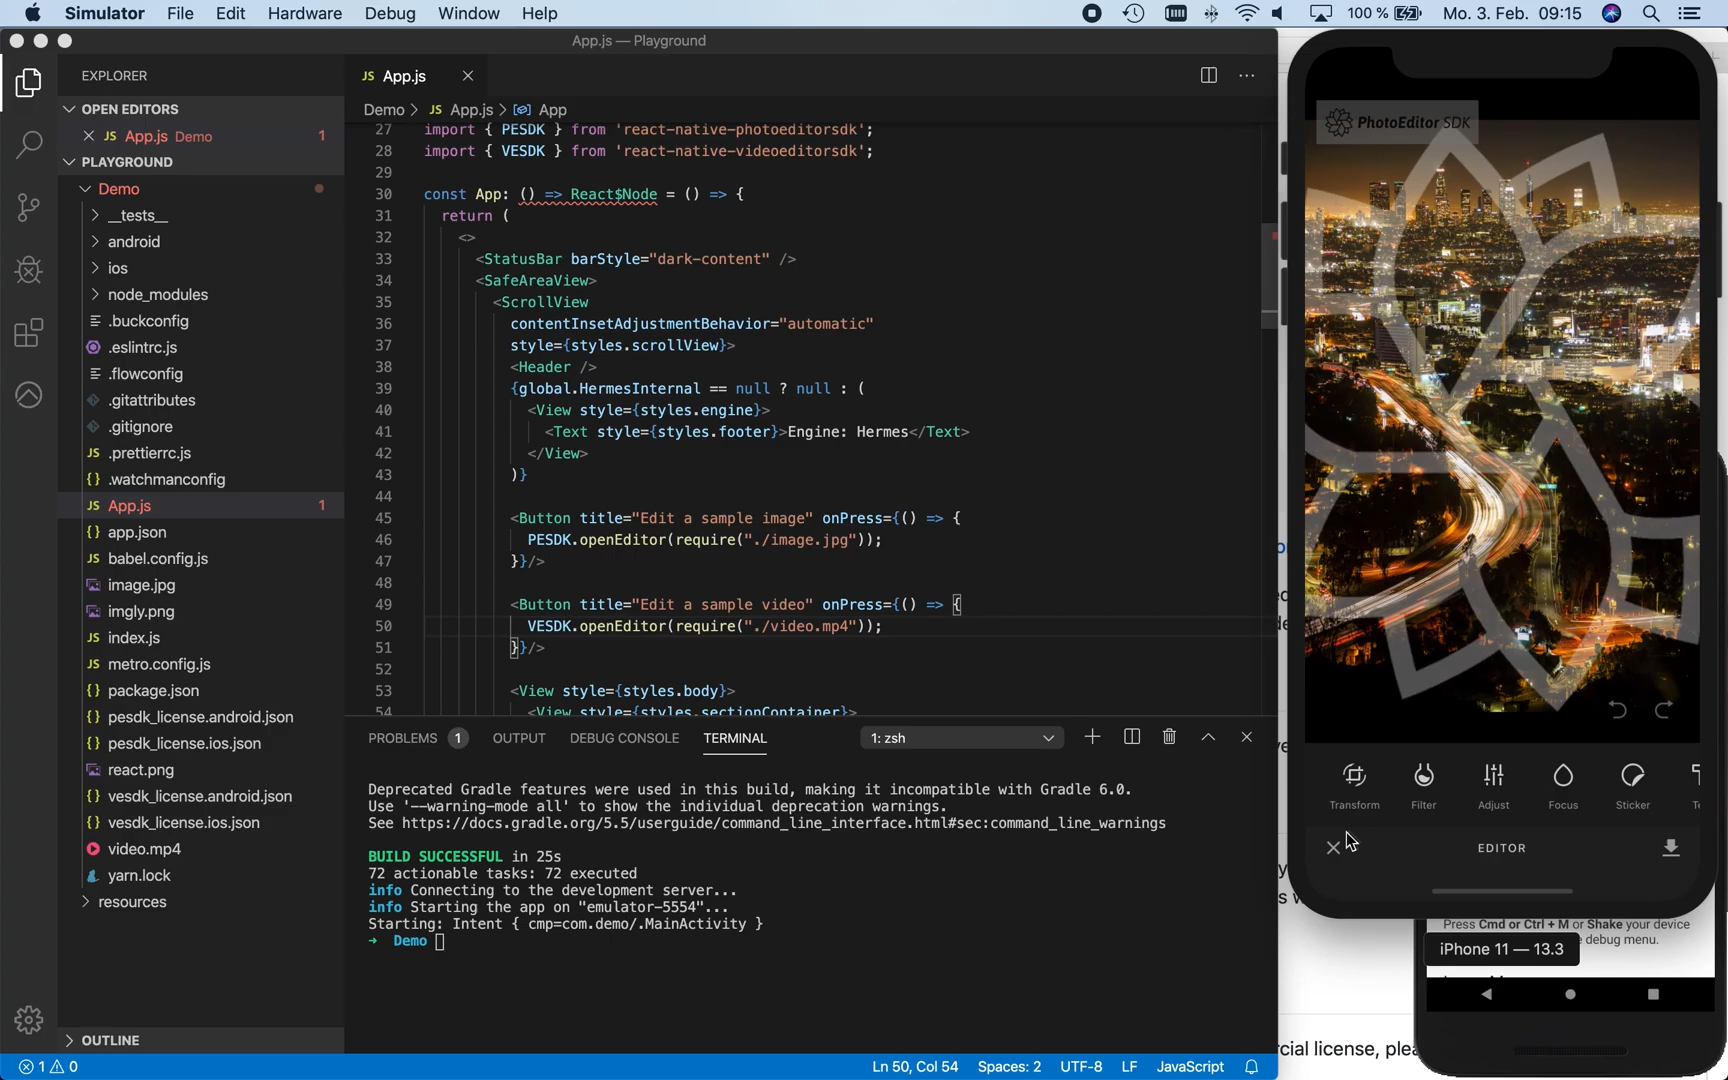 Simulator File Edit Hardware Debug Window Help
100 % Mo. 3. Feb. 09:15
App.js — Playground
EXPLORER
OPEN EDITORS
JS App.js Demo 1
PLAYGROUND
Demo
__tests__
android
ios
node_modules
.buckconfig
.eslintrc.js
.flowconfig
.gitattributes
.gitignore
JS .prettierrc.js
{} .watchmanconfig
JS App.js 1
{} app.json
JS babel.config.js
image.jpg
imgly.png
JS index.js
JS metro.config.js
{} package.json
{} pesdk_license.android.json
{} pesdk_license.ios.json
react.png
{} vesdk_license.android.json
{} vesdk_license.ios.json
video.mp4
yarn.lock
resources
OUTLINE
JS App.js
Demo > JS App.js > App
27 import { PESDK } from 'react-native-photoeditorsdk';
28 import { VESDK } from 'react-native-videoeditorsdk';
29
30 const App: () => React$Node = () => {
31 return (
32 <>
33 <StatusBar barStyle="dark-content" />
34 <SafeAreaView>
35 <ScrollView
36 contentInsetAdjustmentBehavior="automatic"
37 style={styles.scrollView}>
38 <Header />
39 {global.HermesInternal == null ? null : (
40 <View style={styles.engine}>
41 <Text style={styles.footer}>Engine: Hermes</Text>
42 </View>
43 )}
44
45 <Button title="Edit a sample image" onPress={() => {
46 PESDK.openEditor(require("./image.jpg"));
47 }}/>
48
49 <Button title="Edit a sample video" onPress={() => {
50 VESDK.openEditor(require("./video.mp4"));
51 }}/>
52
53 <View style={styles.body}>
54 <View style={styles.sectionContainer}>
PROBLEMS 1 OUTPUT DEBUG CONSOLE TERMINAL 1: zsh
Deprecated Gradle features were used in this build, making it incompatible with Gradle 6.0.
Use '--warning-mode all' to show the individual deprecation warnings.
See https://docs.gradle.org/5.5/userguide/command_line_interface.html#sec:command_line_warnings
BUILD SUCCESSFUL in 25s
72 actionable tasks: 72 executed
info Connecting to the development server...
info Starting the app on "emulator-5554"...
Starting: Intent { cmp=com.demo/.MainActivity }
➜ Demo
1 0
Ln 50, Col 54 Spaces: 2 UTF-8 LF JavaScript
PhotoEditor SDK
Transform Filter Adjust Focus Sticker
EDITOR
Press Cmd or Ctrl + M or Shake your device
debug menu.
iPhone 11 — 13.3
cial license, plea